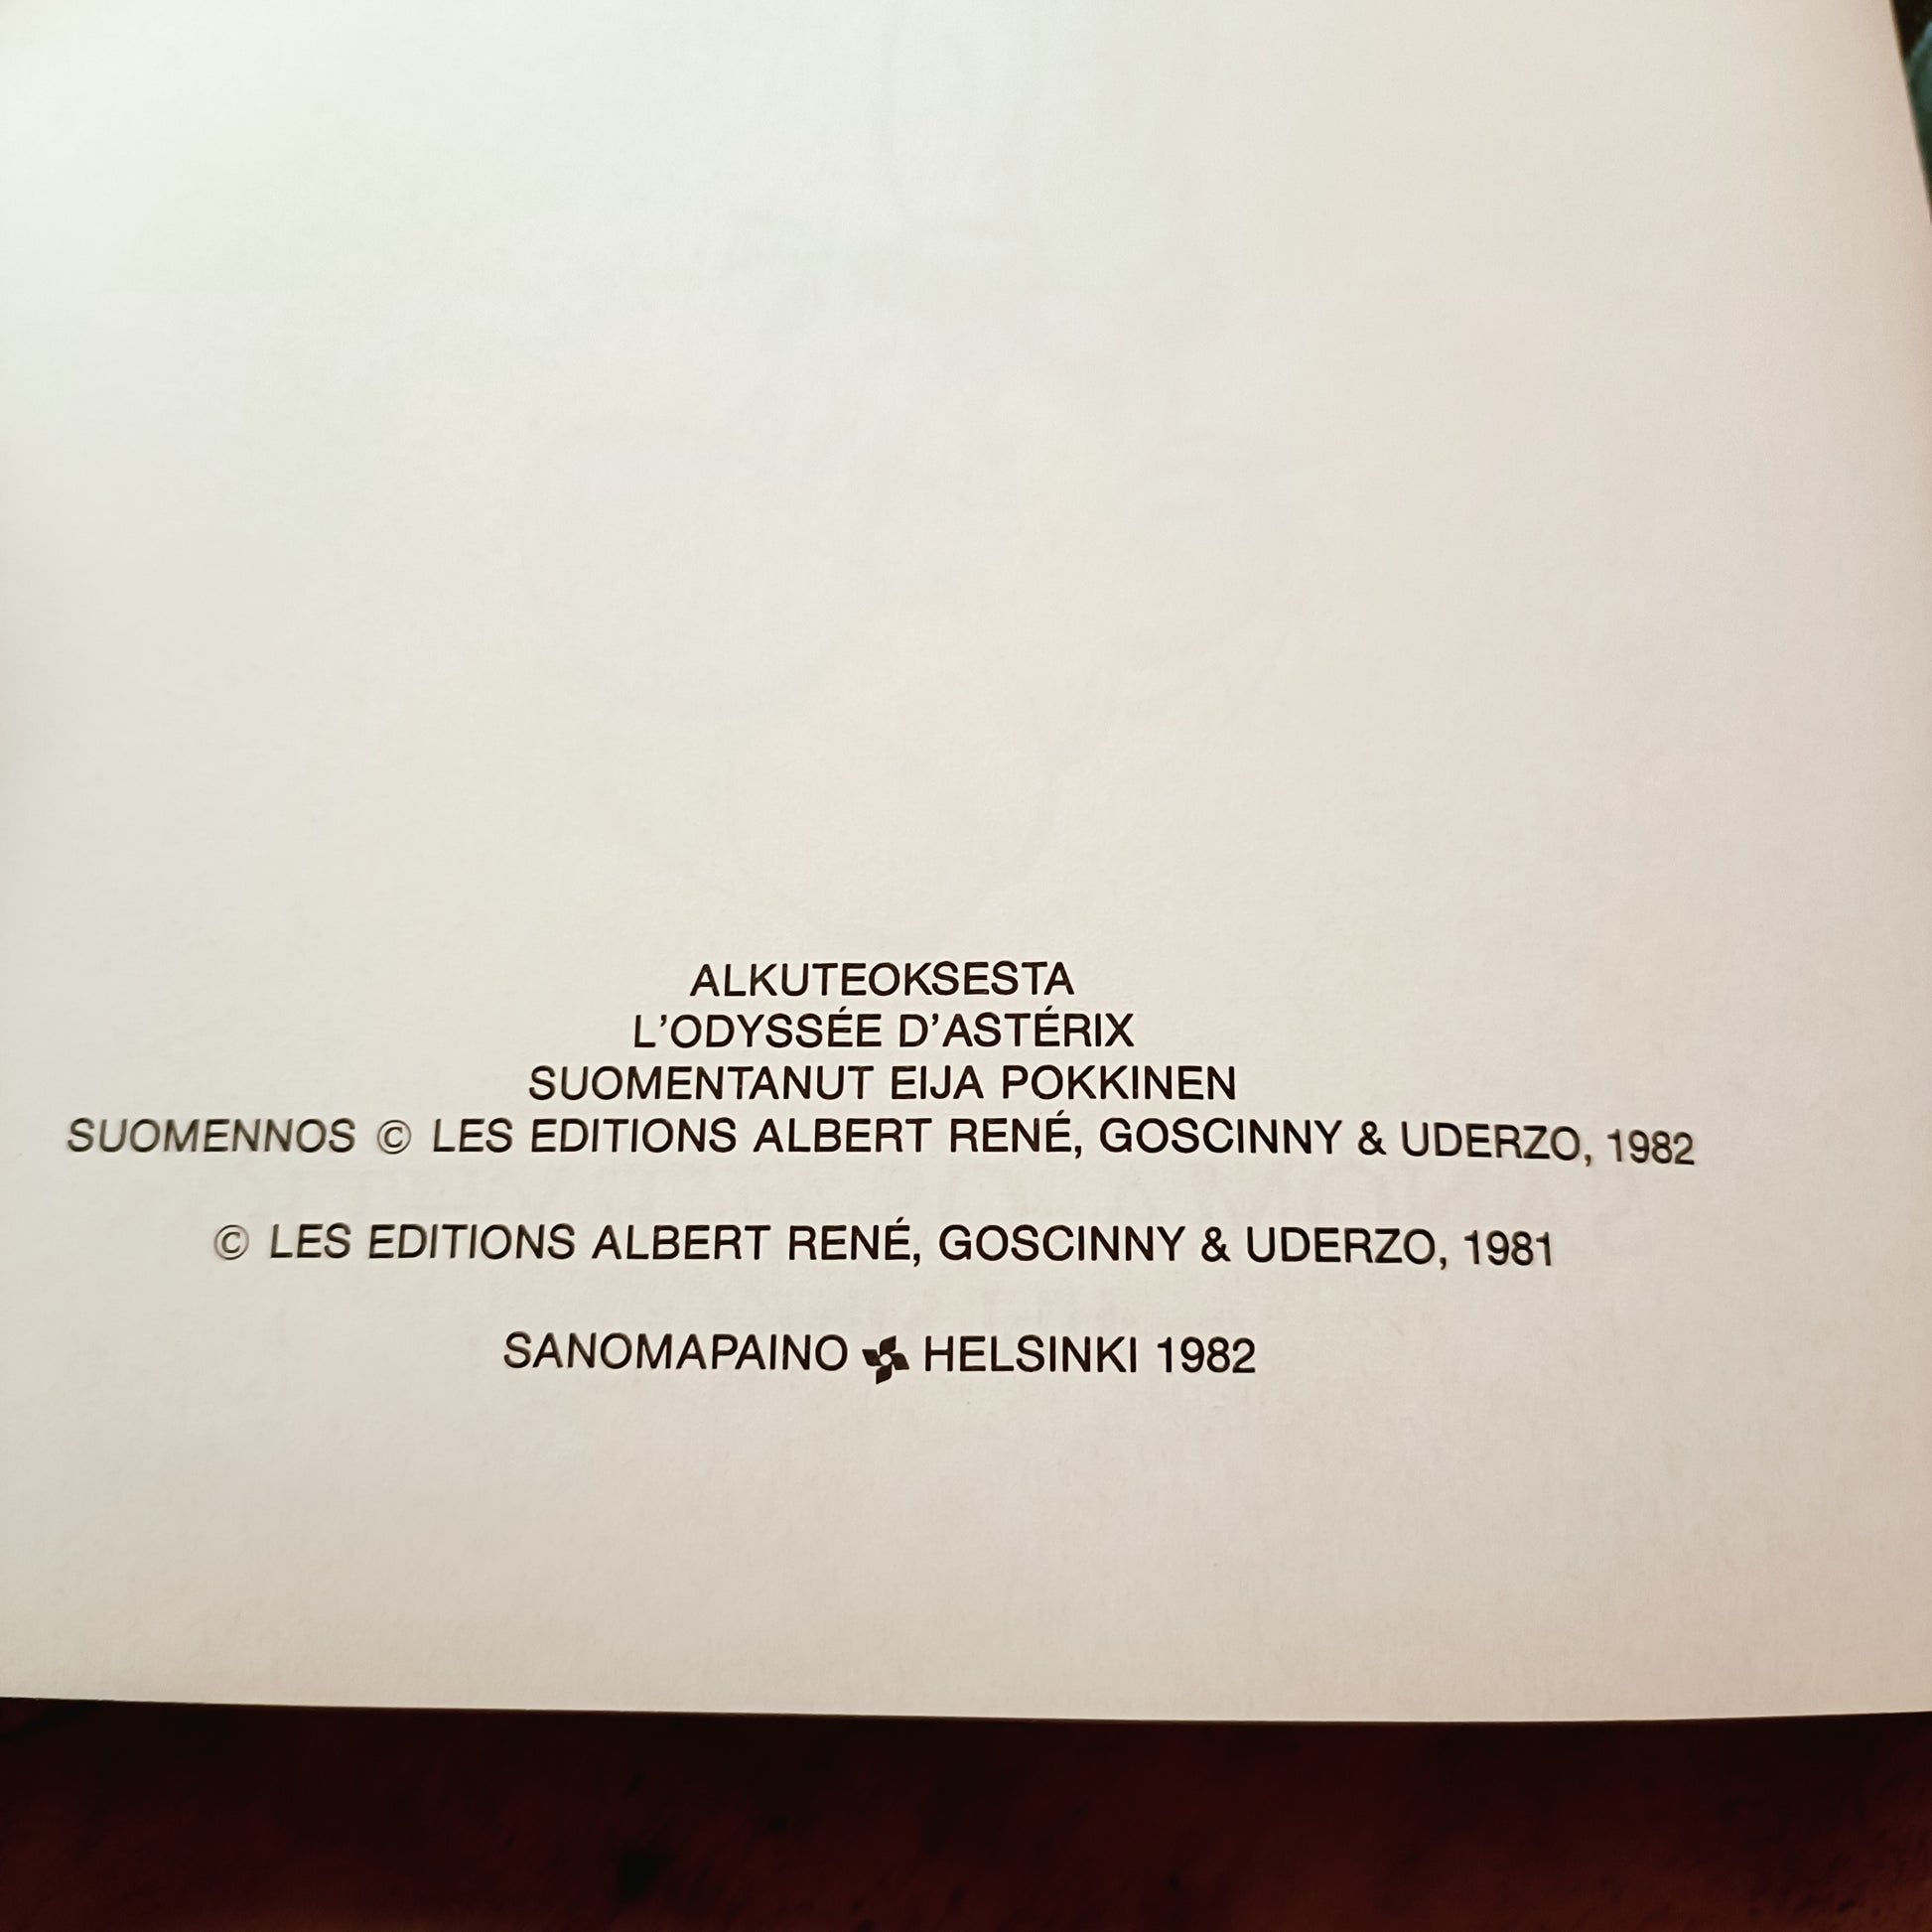 ALKUTEOKSESTA
L'ODYSSÉE D'ASTÉRIX
SUOMENTANUT EIJA POKKINEN
SUOMENNOS © LES EDITIONS ALBERT RENÉ, GOSCINNY & UDERZO, 1982
© LES EDITIONS ALBERT RENÉ, GOSCINNY & UDERZO, 1981
SANOMAPAINO HELSINKI 1982